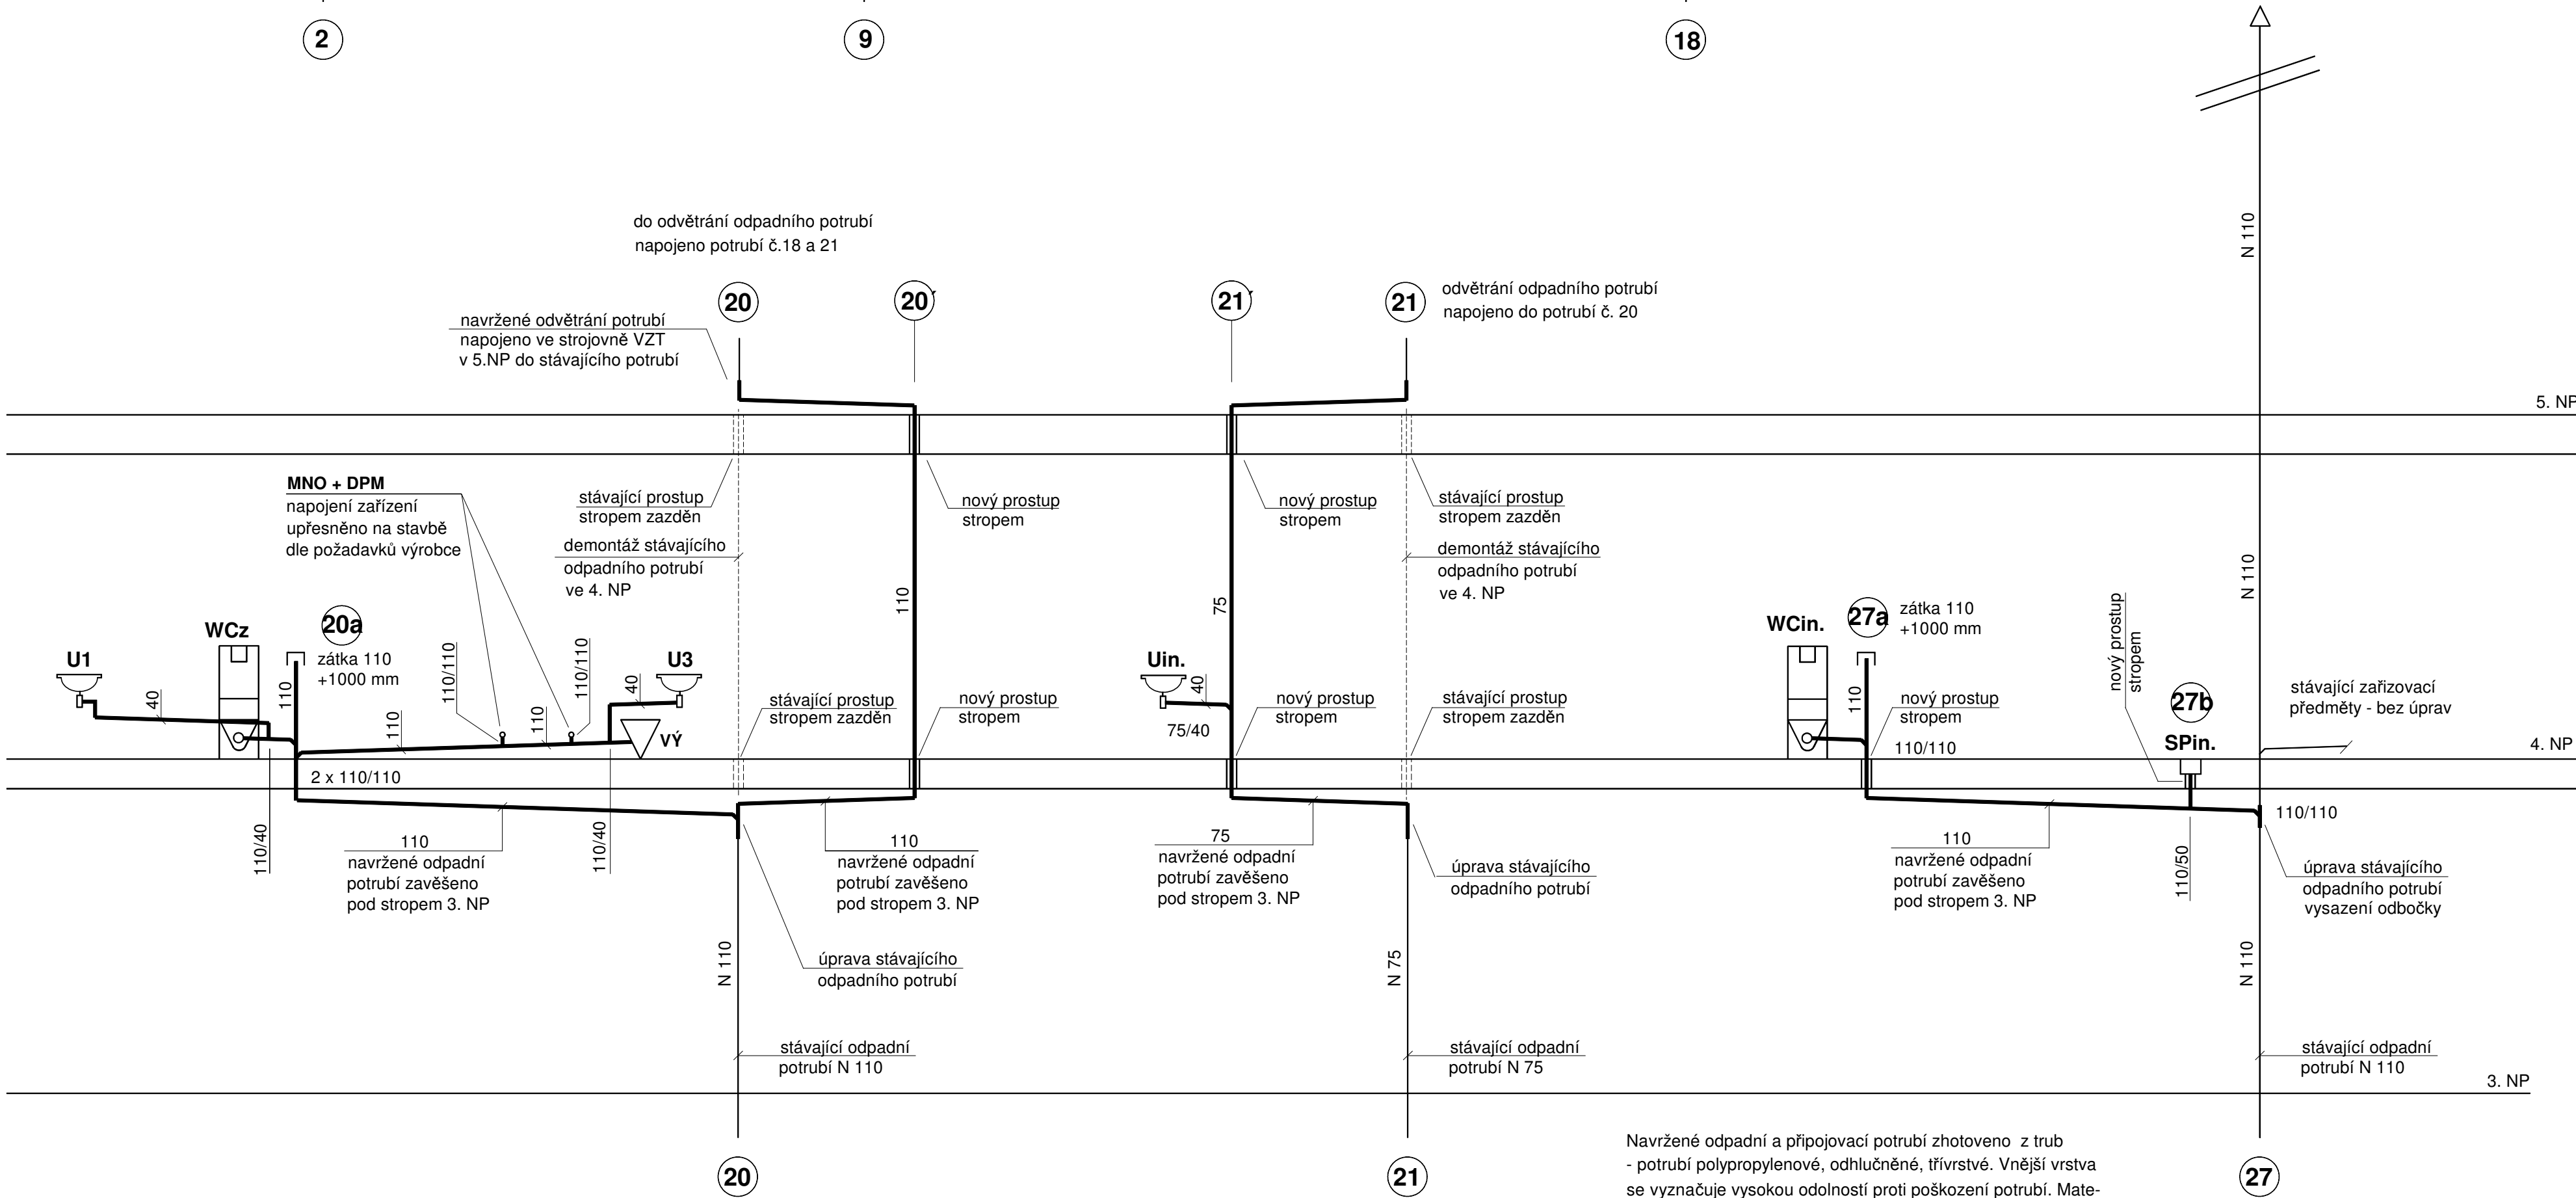 2
9
18
N 110
do odvětrání odpadního potrubí
napojeno potrubí č.18 a 21
20
20´
21´
21
odvětrání odpadního potrubí
napojeno do potrubí č. 20
navržené odvětrání potrubí
napojeno ve strojovně VZT
v 5.NP do stávajícího potrubí
5. NP
MNO + DPM
napojení zařízení
upřesněno na stavbě
dle požadavků výrobce
stávající prostup
stropem zazděn
nový prostup
stropem
nový prostup
stropem
stávající prostup
stropem zazděn
demontáž stávajícího
odpadního potrubí
ve 4. NP
demontáž stávajícího
odpadního potrubí
ve 4. NP
110
75
N 110
U1
40
WCz
110
20a
zátka 110
+1000 mm
110
110/110
110
110/110
40
U3
VÝ
stávající prostup
stropem zazděn
nový prostup
stropem
Uin.
40
75/40
nový prostup
stropem
stávající prostup
stropem zazděn
WCin.
110
27a
zátka 110
+1000 mm
nový prostup
stropem
110/110
nový prostup
stropem
27b
SPin.
stávající zařizovací
předměty - bez úprav
4. NP
2 x 110/110
110/40
110
navržené odpadní
potrubí zavěšeno
pod stropem 3. NP
110/40
110
navržené odpadní
potrubí zavěšeno
pod stropem 3. NP
75
navržené odpadní
potrubí zavěšeno
pod stropem 3. NP
úprava stávajícího
odpadního potrubí
110
navržené odpadní
potrubí zavěšeno
pod stropem 3. NP
110/50
110/110
úprava stávajícího
odpadního potrubí
vysazení odbočky
N 110
úprava stávajícího
odpadního potrubí
N 75
N 110
stávající odpadní
potrubí N 110
stávající odpadní
potrubí N 75
stávající odpadní
potrubí N 110
3. NP
20
21
27
Navržené odpadní a připojovací potrubí zhotoveno z trub
- potrubí polypropylenové, odhlučněné, třívrstvé. Vnější vrstva
se vyznačuje vysokou odolností proti poškození potrubí. Mate-